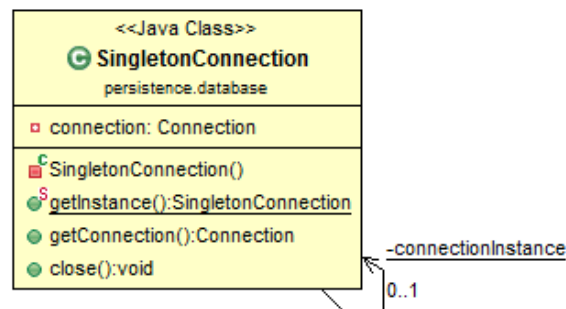 <<Java Class>>
C SingletonConnection
persistence.database
connection: Connection
C SingletonConnection()
S getInstance():SingletonConnection
getConnection():Connection
close():void
-connectionInstance
0..1